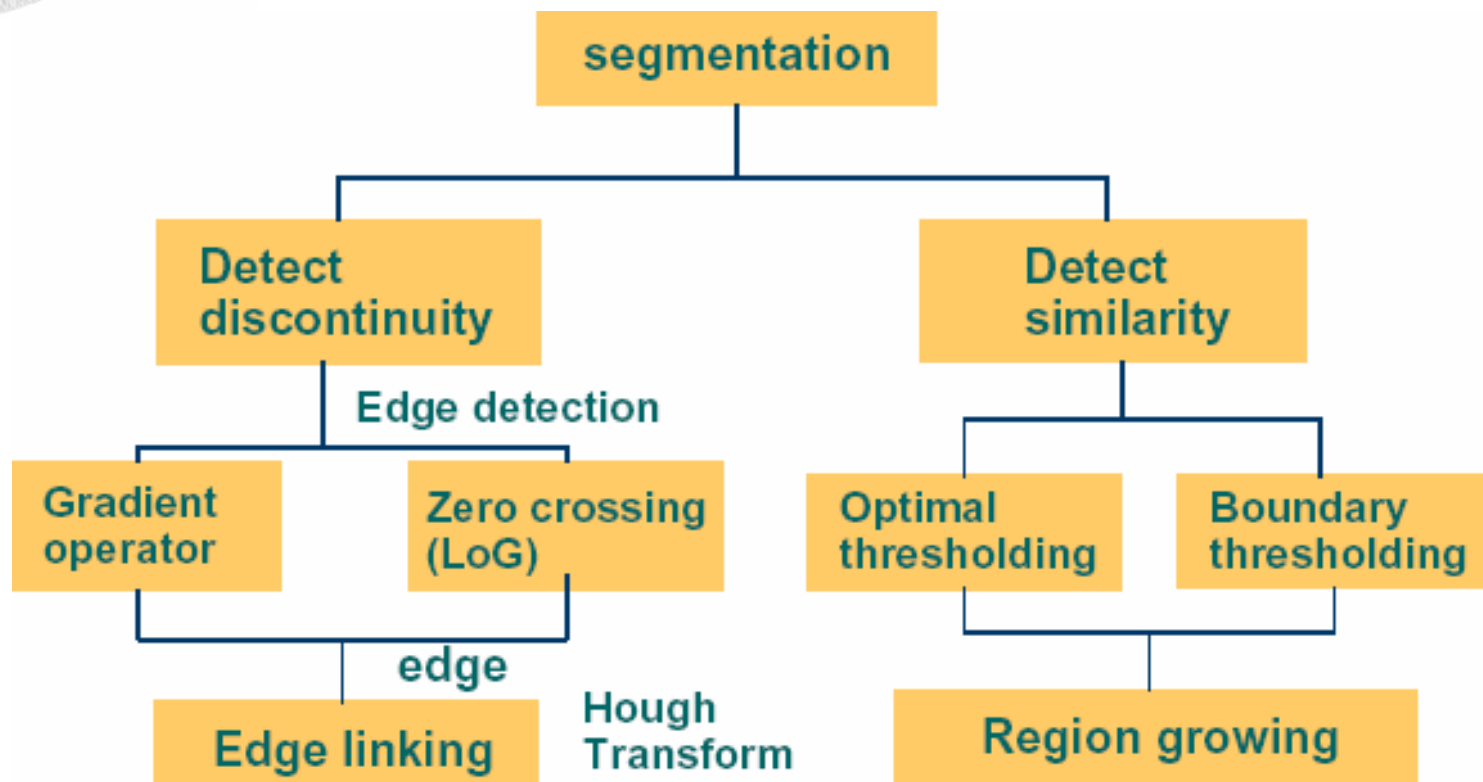 segmentation
Detect
discontinuity
Detect
similarity
Edge detection
Gradient
operator
Zero crossing
(LoG)
Optimal
thresholding
Boundary
thresholding
edge
Edge linking
Hough
Transform
Region growing